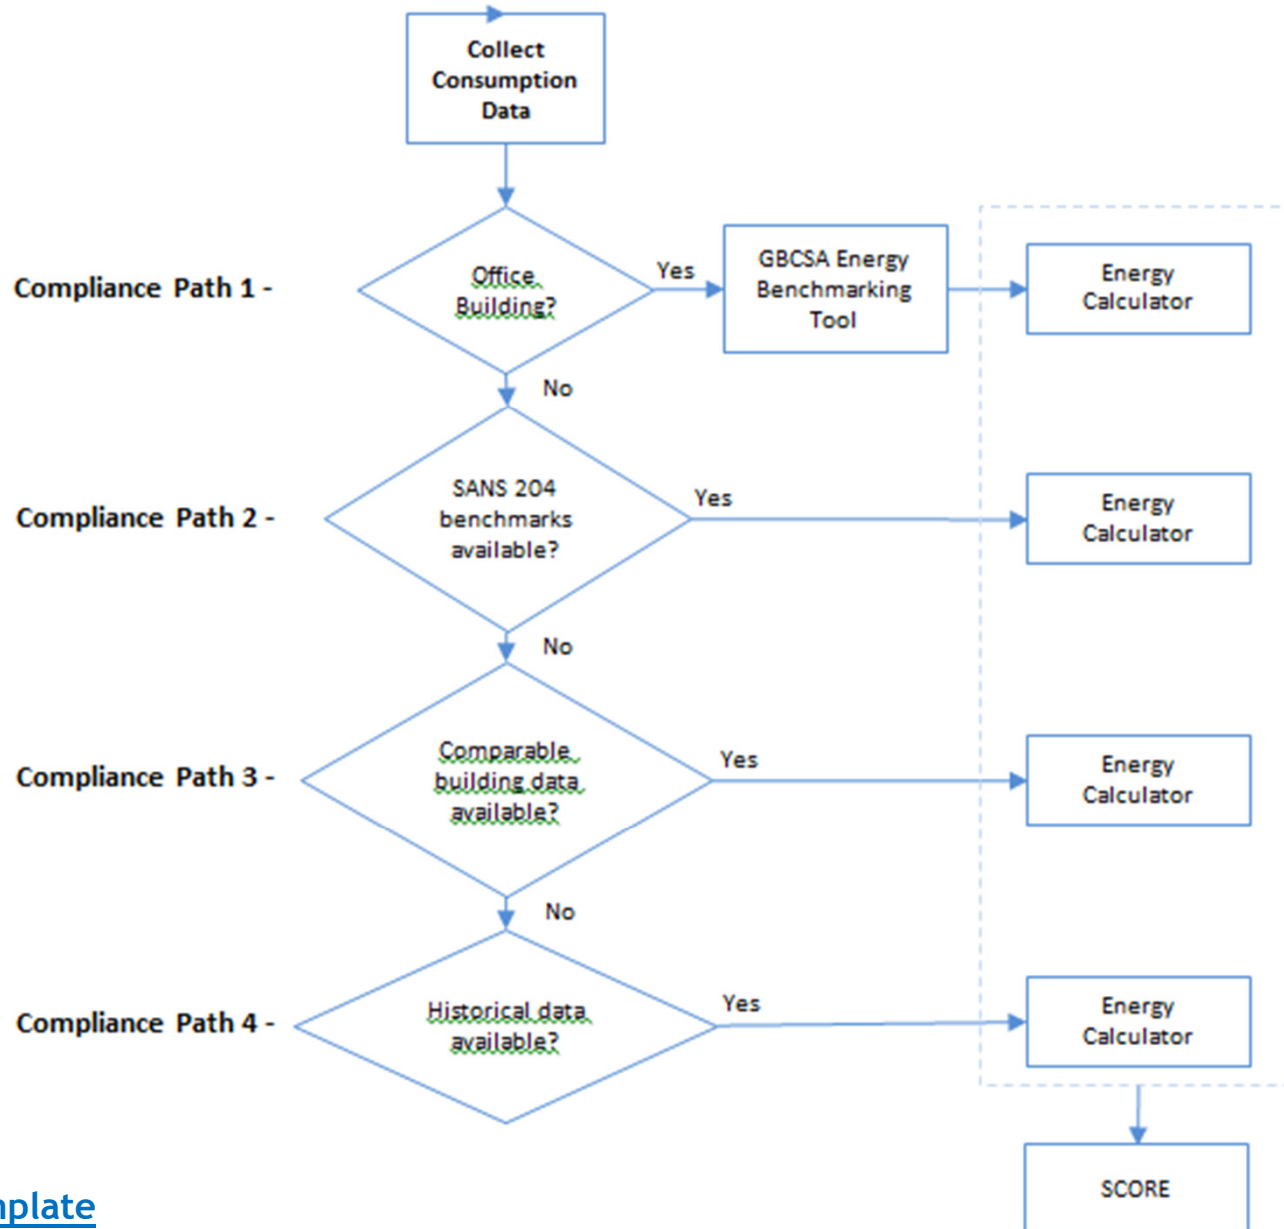 Collect
Consumption
Data
Compliance Path 1 -
Office
Building?
Yes
GBCSA Energy
Benchmarking
Tool
Energy
Calculator
No
Compliance Path 2 -
SANS 204
benchmarks
available?
Yes
Energy
Calculator
No
Compliance Path 3 -
Comparable
building data
available?
Yes
Energy
Calculator
No
Compliance Path 4 -
Historical data
available?
Yes
Energy
Calculator
SCORE
nplate